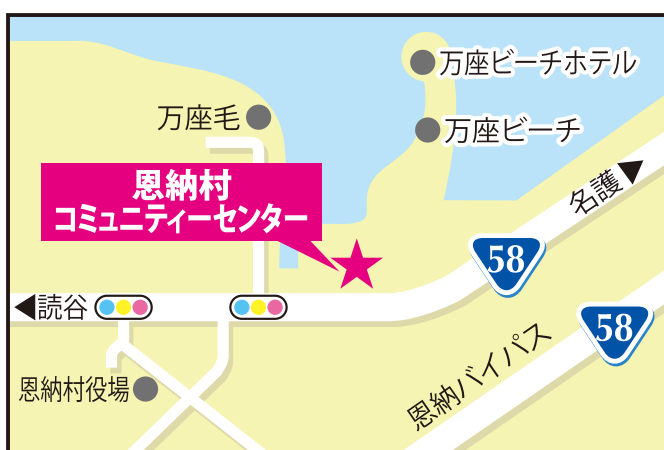 万座ビーチホテル
万座毛
万座ビーチ
恩納村
コミュニティーセンター
名護
58
読谷
58
恩納バイパス
恩納村役場